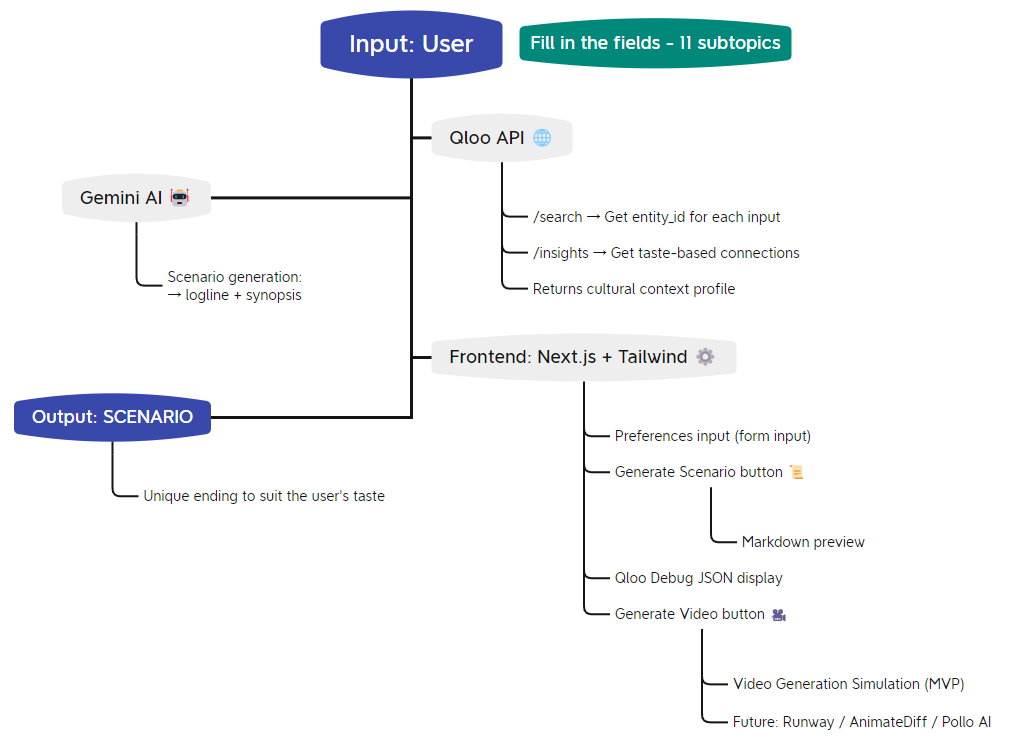 Input: User
Fill in the fields - 11 subtopics
Qloo API
/search → Get entity_id for each input
/insights → Get taste-based connections
Returns cultural context profile
Gemini AI
Scenario generation:
→ logline + synopsis
Frontend: Next.js + Tailwind
Preferences input (form input)
Generate Scenario button
Markdown preview
Qloo Debug JSON display
Generate Video button
Video Generation Simulation (MVP)
Future: Runway / AnimateDiff / Pollo AI
Output: SCENARIO
Unique ending to suit the user's taste